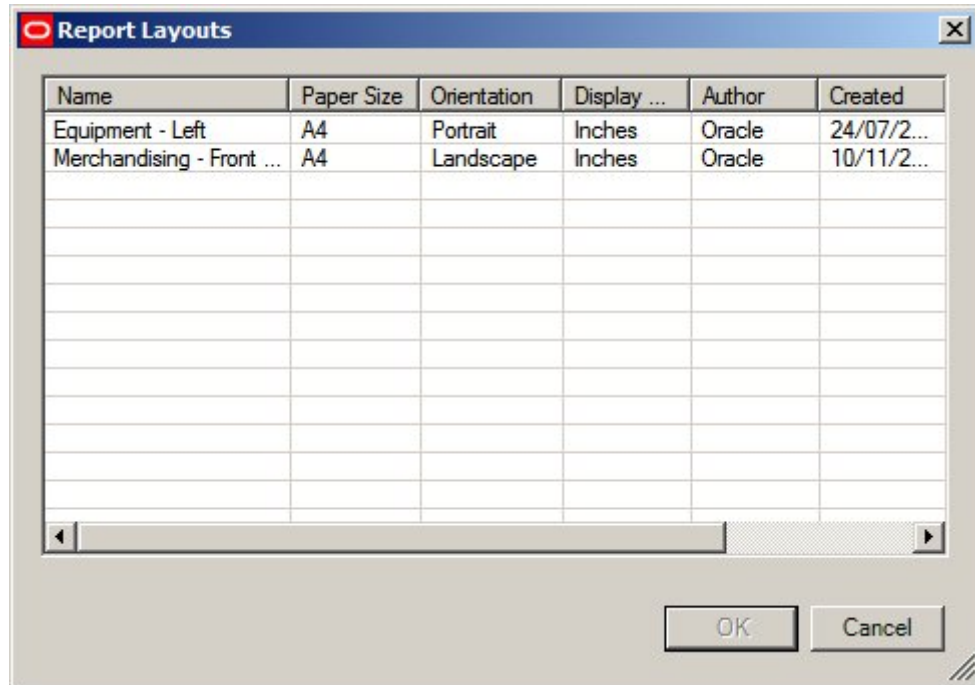 Report Layouts
Name Paper Size Orientation Display ... Author Created
Equipment - Left A4 Portrait Inches Oracle 24/07/2...
Merchandising - Front ... A4 Landscape Inches Oracle 10/11/2...
OK Cancel